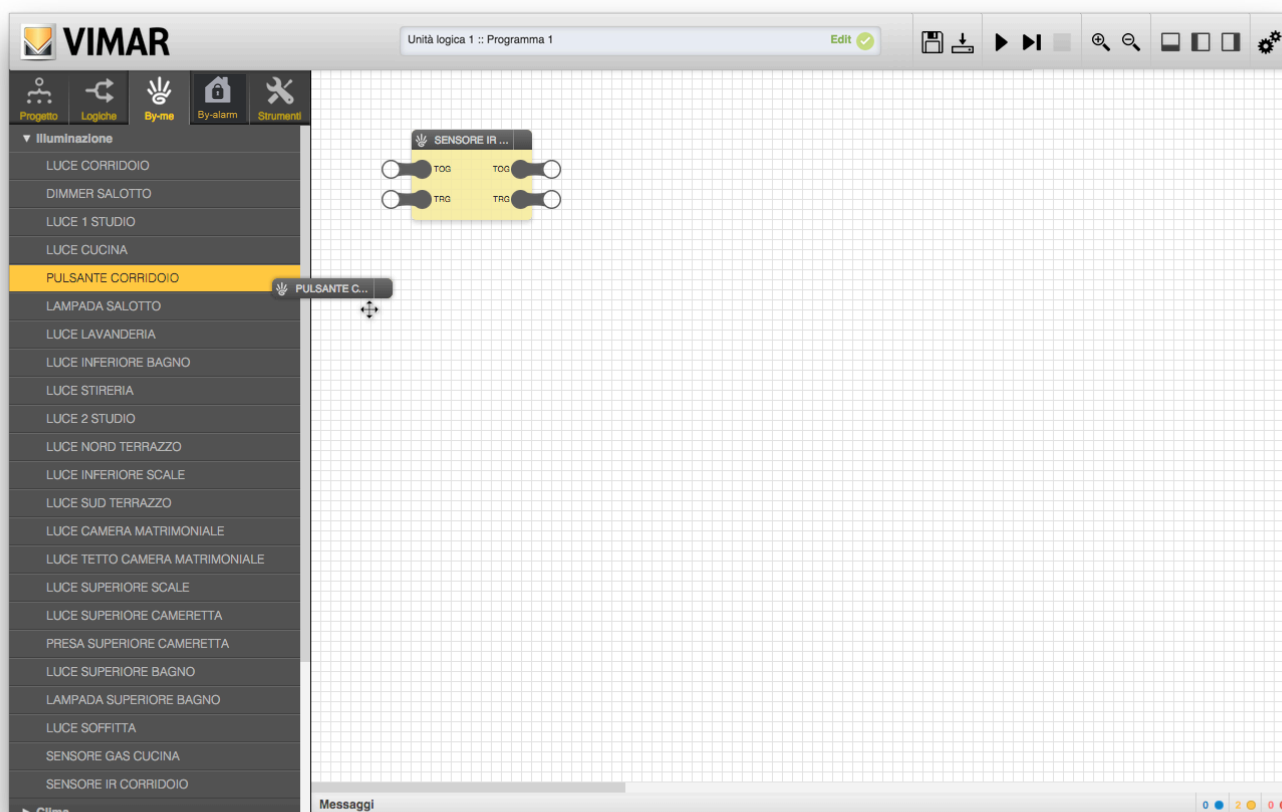 VIMAR
Unità logica 1 :: Programma 1
Edit
Progetto
Logiche
By-me
By-alarm
Strumenti
▼ Illuminazione
LUCE CORRIDOIO
DIMMER SALOTTO
LUCE 1 STUDIO
LUCE CUCINA
PULSANTE CORRIDOIO
LAMPADA SALOTTO
LUCE LAVANDERIA
LUCE INFERIORE BAGNO
LUCE STIRERIA
LUCE 2 STUDIO
LUCE NORD TERRAZZO
LUCE INFERIORE SCALE
LUCE SUD TERRAZZO
LUCE CAMERA MATRIMONIALE
LUCE TETTO CAMERA MATRIMONIALE
LUCE SUPERIORE SCALE
LUCE SUPERIORE CAMERETTA
PRESA SUPERIORE CAMERETTA
LUCE SUPERIORE BAGNO
LAMPADA SUPERIORE BAGNO
LUCE SOFFITTA
SENSORE GAS CUCINA
SENSORE IR CORRIDOIO
▶ Clima
SENSORE IR ...
TOG TOG
TRG TRG
PULSANTE C...
Messaggi
0 2 0